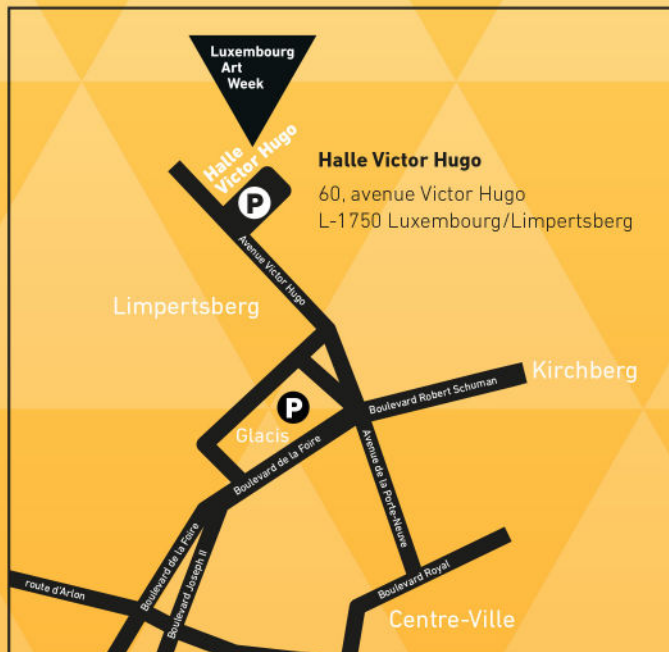 Luxembourg
Art
Week
Halle
Victor Hugo
Halle Victor Hugo
60, avenue Victor Hugo
L-1750 Luxembourg/Limpertsberg
P
Avenue Victor Hugo
Limpertsberg
Kirchberg
Boulevard Robert Schuman
P
Glacis
Boulevard de la Foire
Avenue de la Porte-Neuve
Boulevard de la Foire
Boulevard Joseph II
route d'Arlon
Boulevard Royal
Centre-Ville